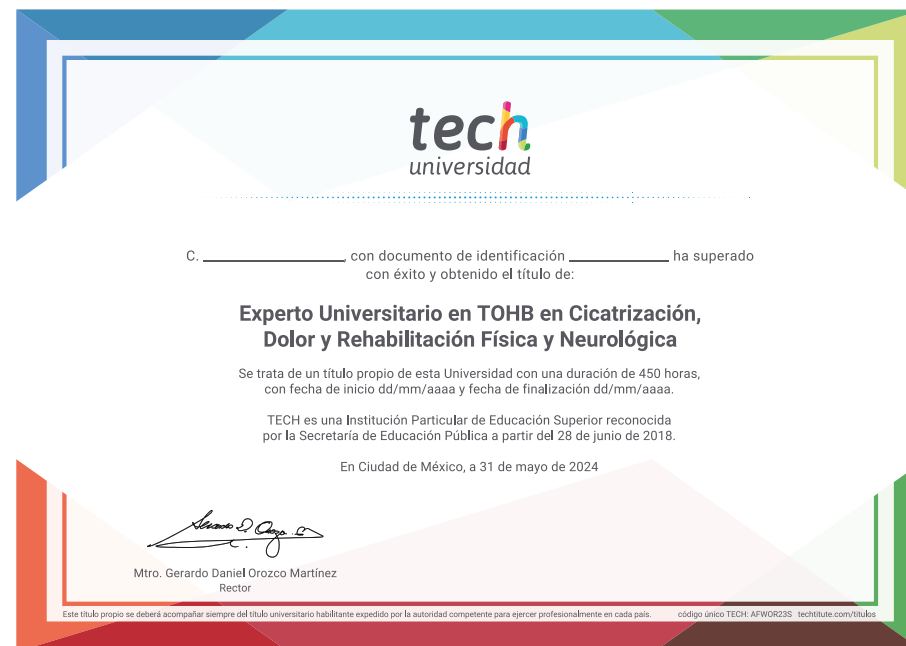 tech
universidad
C. ____________, con documento de identificación ____________ ha superado
con éxito y obtenido el título de:
Experto Universitario en TOHB en Cicatrización,
Dolor y Rehabilitación Física y Neurológica
Se trata de un título propio de esta Universidad con una duración de 450 horas,
con fecha de inicio dd/mm/aaaa y fecha de finalización dd/mm/aaaa.
TECH es una Institución Particular de Educación Superior reconocida
por la Secretaría de Educación Pública a partir del 28 de junio de 2018.
En Ciudad de México, a 31 de mayo de 2024
Mtro. Gerardo Daniel Orozco Martínez
Rector
Este título propio se deberá acompañar siempre del título universitario habilitante expedido por la autoridad competente para ejercer profesionalmente en cada país. código único TECH: AFWOR23S techtitute.com/titulos